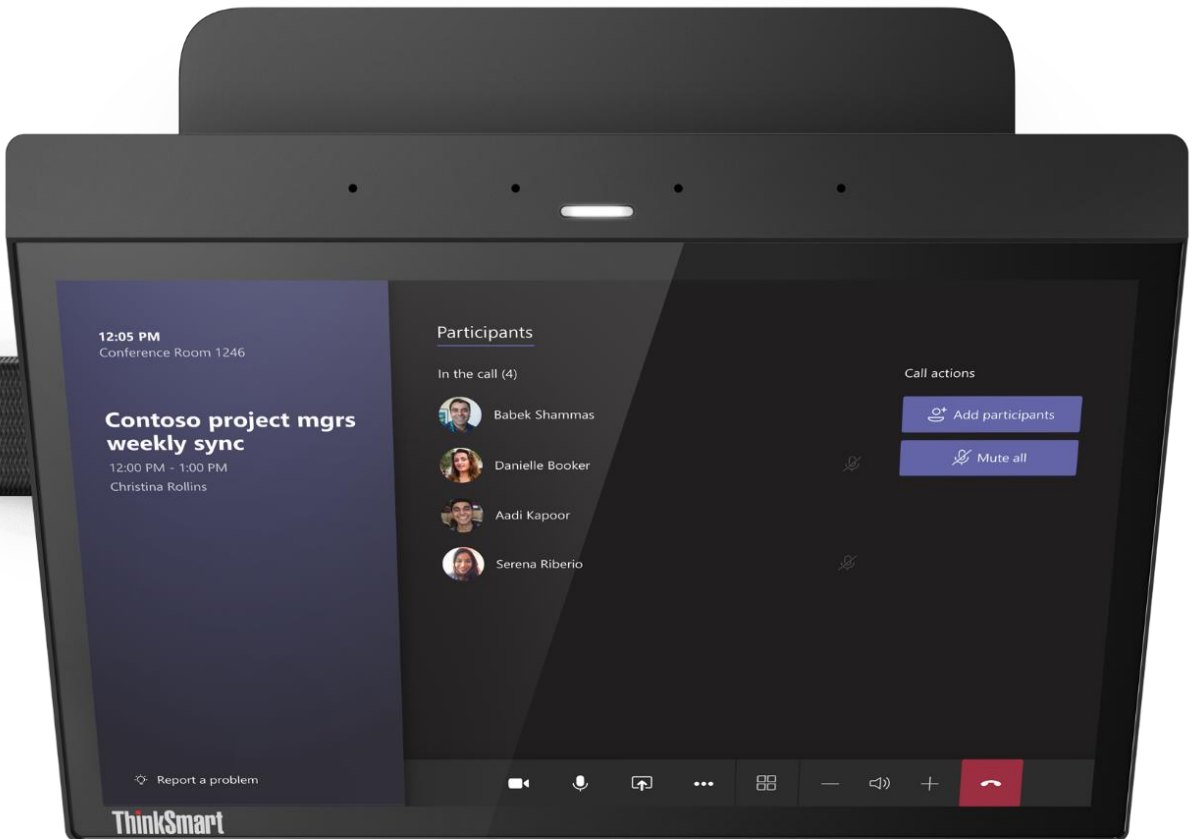 12:05 PM
Conference Room 1246
Contoso project mgrs
weekly sync
12:00 PM - 1:00 PM
Christina Rollins
Report a problem
Participants
In the call (4)
Babek Shammas
Danielle Booker
Aadi Kapoor
Serena Riberio
Call actions
Add participants
Mute all
ThinkSmart